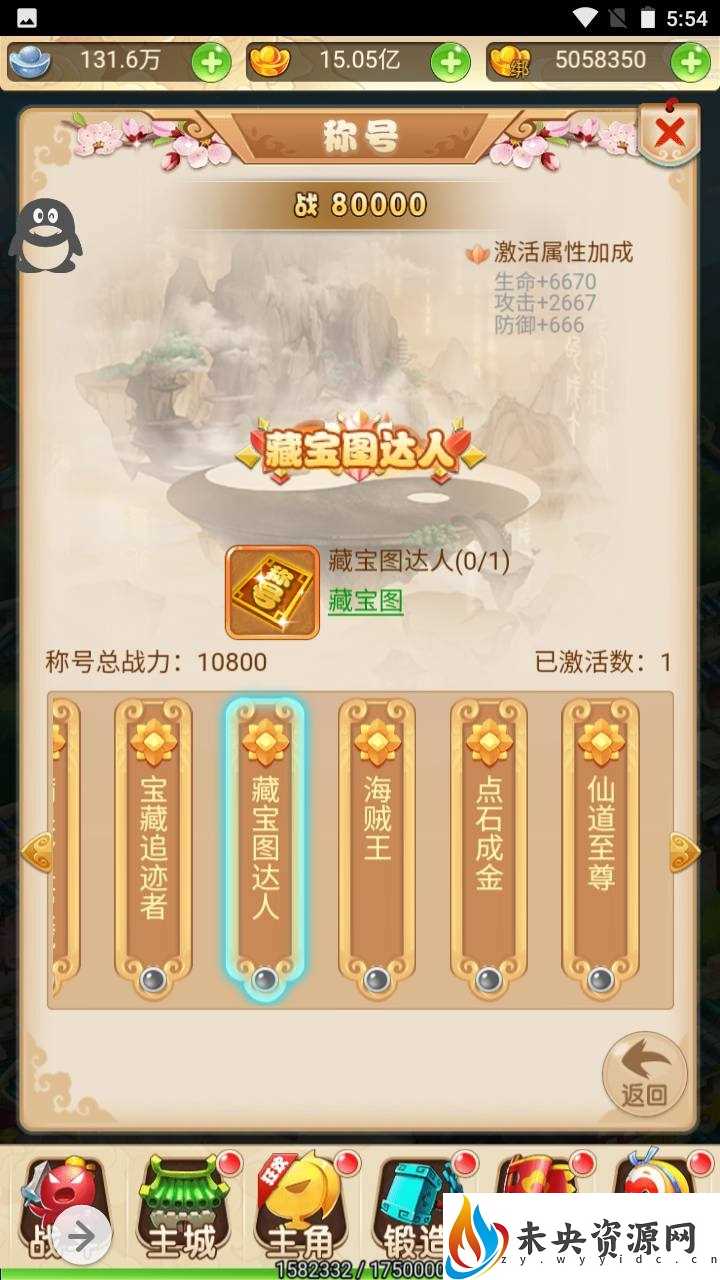 5:54
131.6万
15.05亿
绑
5058350
称号
战 80000
激活属性加成
生命+6670
攻击+2667
防御+666
藏宝图达人
称号
藏宝图达人(0/1)
藏宝图
称号总战力：10800
已激活数：1
宝藏追迹者
藏宝图达人
海贼王
点石成金
仙道至尊
返回
狂欢
主城
主角
锻造
1582332 / 1750000
未央资源网
zy.wyyidc.cn